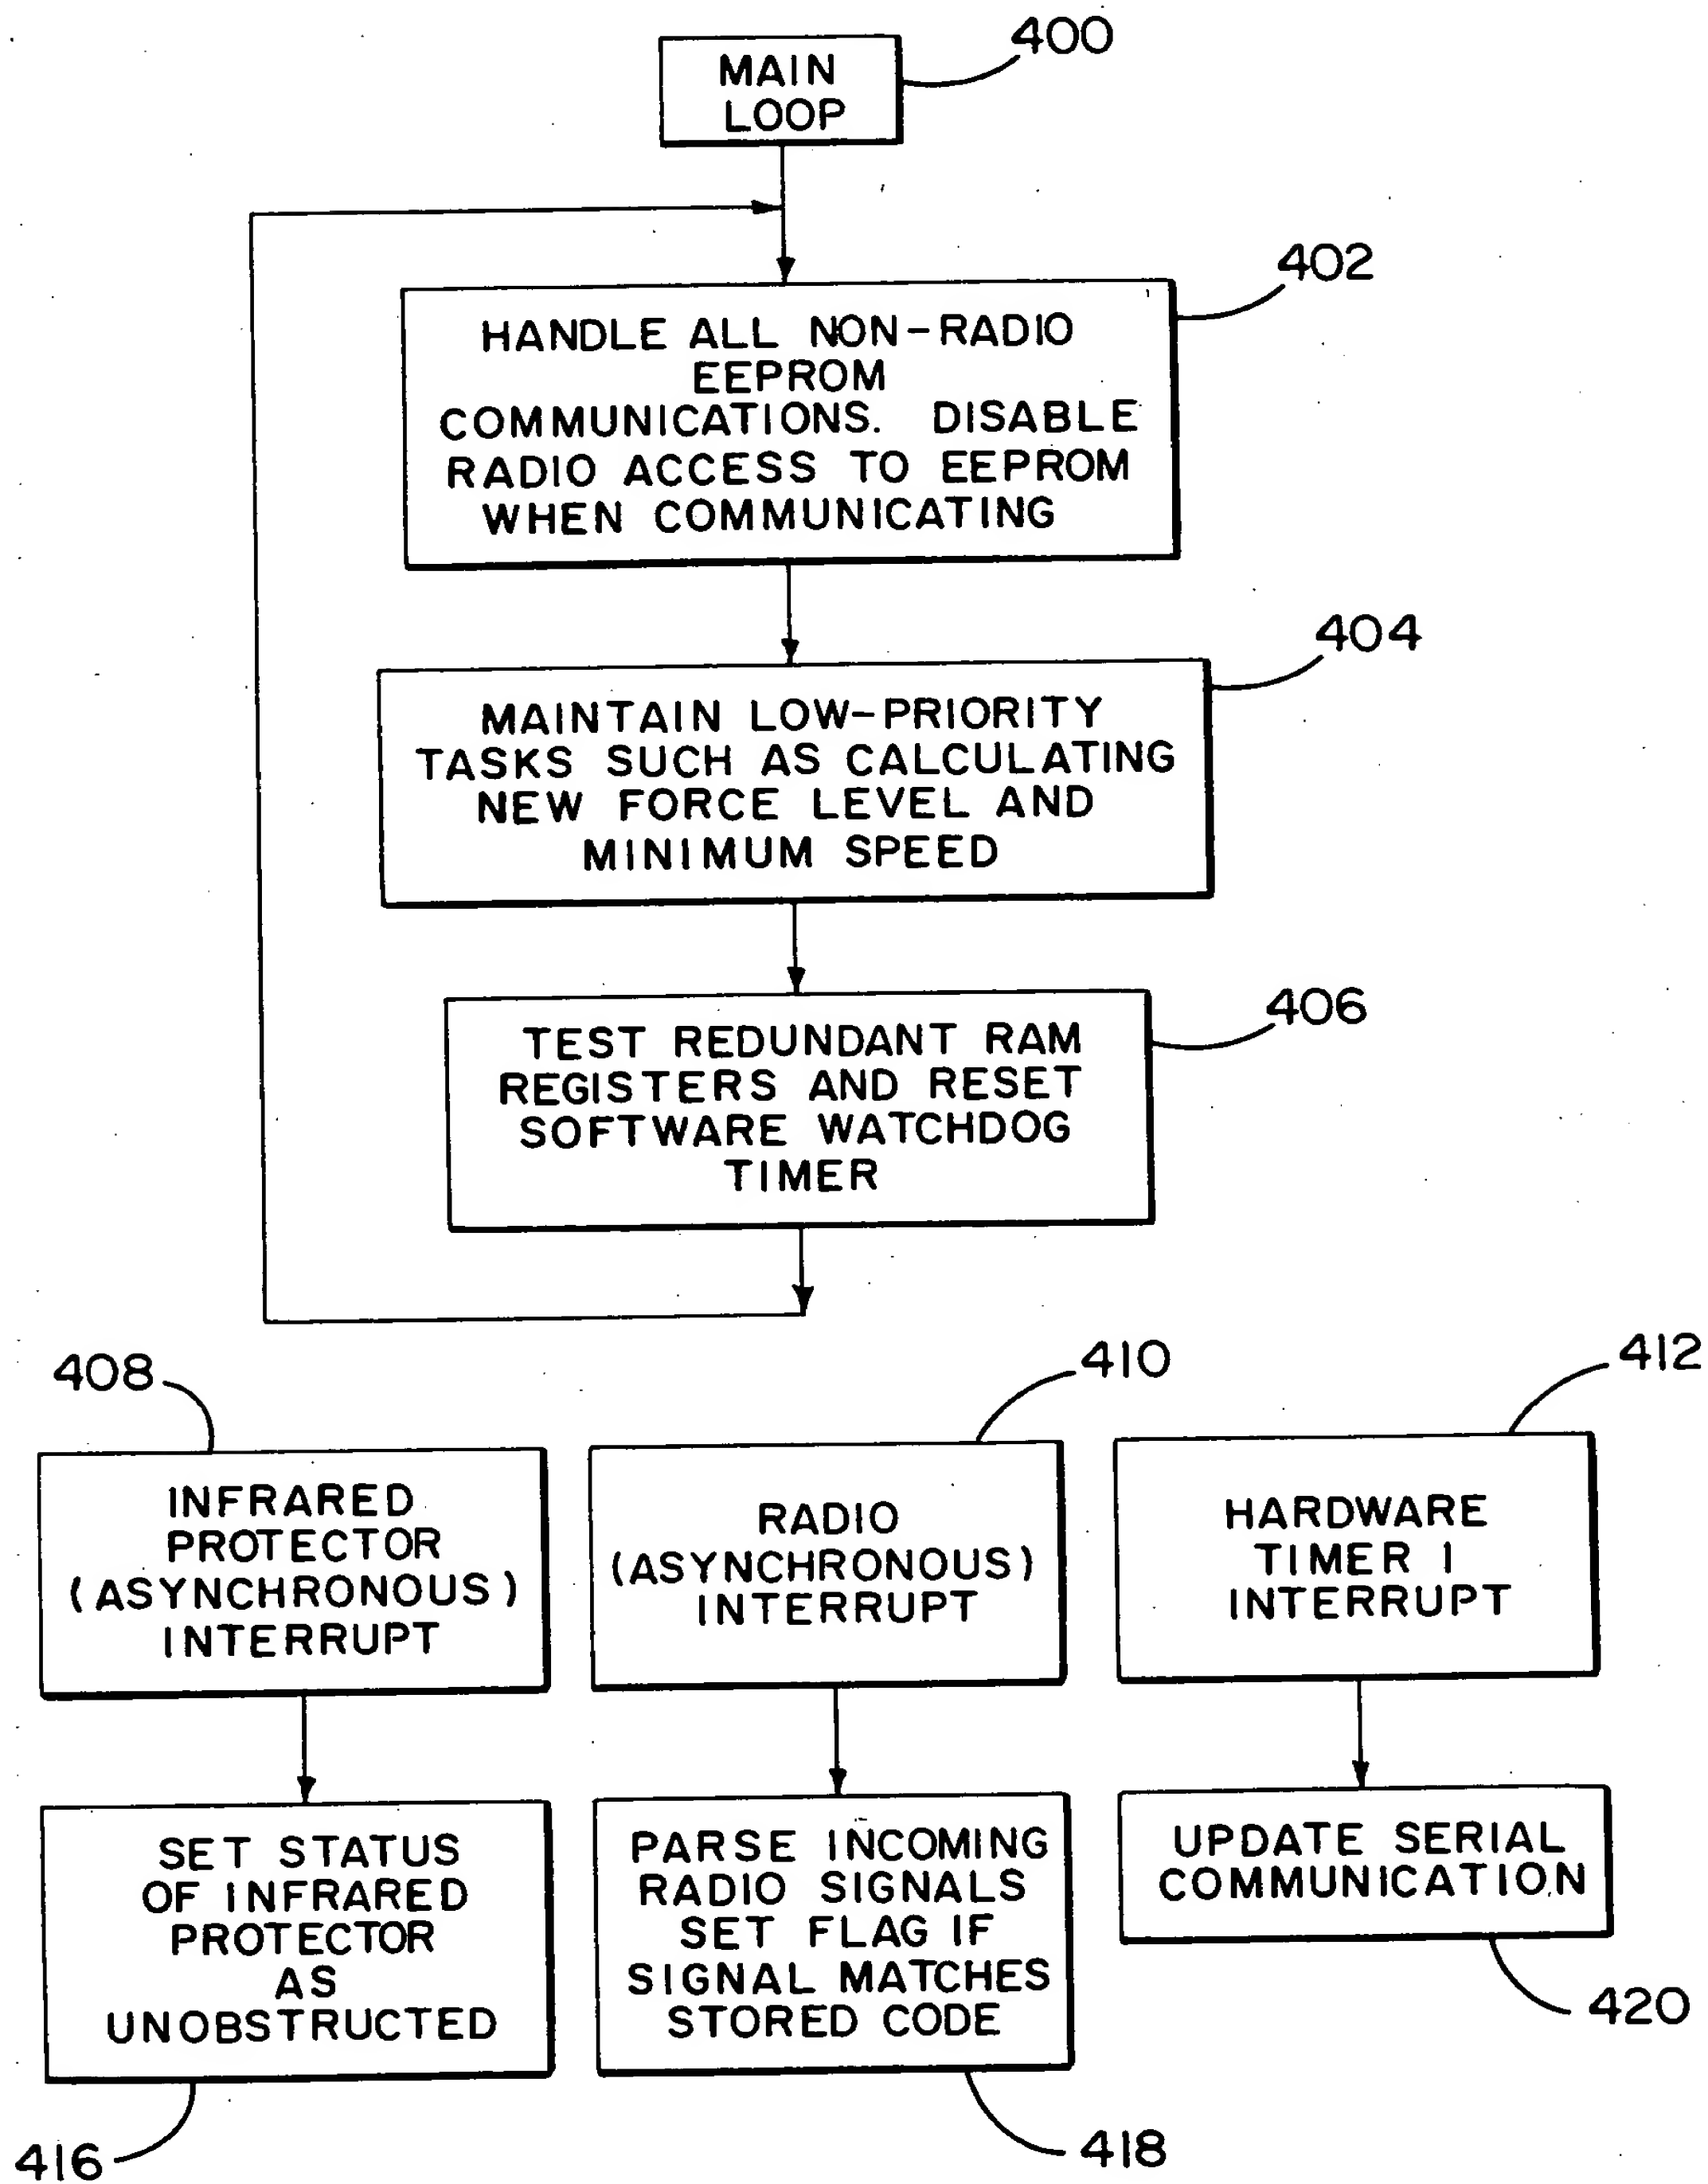 MAIN
LOOP
400
402
HANDLE ALL NON-RADIO
EEPROM
COMMUNICATIONS. DISABLE
RADIO ACCESS TO EEPROM
WHEN COMMUNICATING
404
MAINTAIN LOW-PRIORITY
TASKS SUCH AS CALCULATING
NEW FORCE LEVEL AND
MINIMUM SPEED
406
TEST REDUNDANT RAM
REGISTERS AND RESET
SOFTWARE WATCHDOG
TIMER
408
INFRARED
PROTECTOR
(ASYNCHRONOUS)
INTERRUPT
410
RADIO
(ASYNCHRONOUS)
INTERRUPT
412
HARDWARE
TIMER 1
INTERRUPT
SET STATUS
OF INFRARED
PROTECTOR
AS
UNOBSTRUCTED
416
PARSE INCOMING
RADIO SIGNALS
SET FLAG IF
SIGNAL MATCHES
STORED CODE
418
UPDATE SERIAL
COMMUNICATION
420